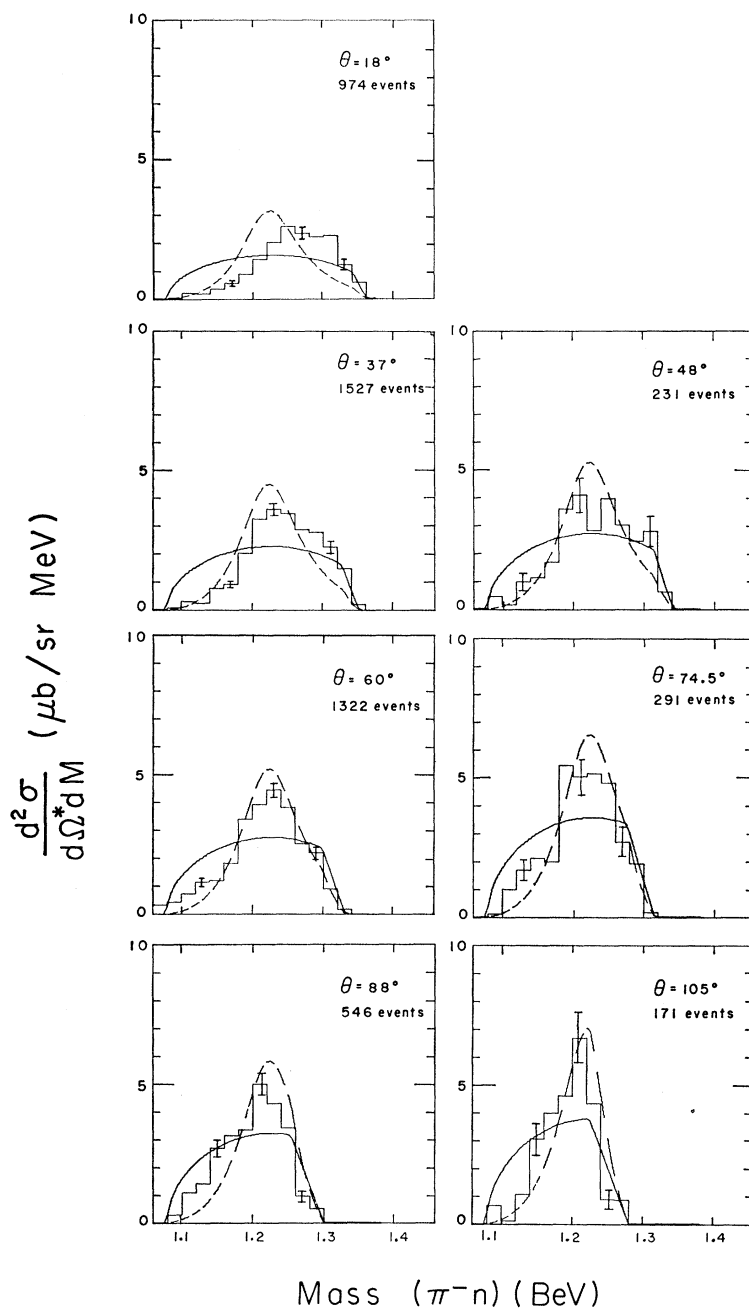 10
5
0
θ = 18°
974 events
10
5
0
θ = 37°
1527 events
10
5
0
θ = 48°
231 events
10
5
0
θ = 60°
1322 events
10
5
0
θ = 74.5°
291 events
10
5
0
θ = 88°
546 events
1.1 1.2 1.3 1.4
10
5
0
θ = 105°
171 events
1.1 1.2 1.3 1.4
d²σ/dΩ*dM (μb/sr MeV)
Mass (π⁻n) (BeV)